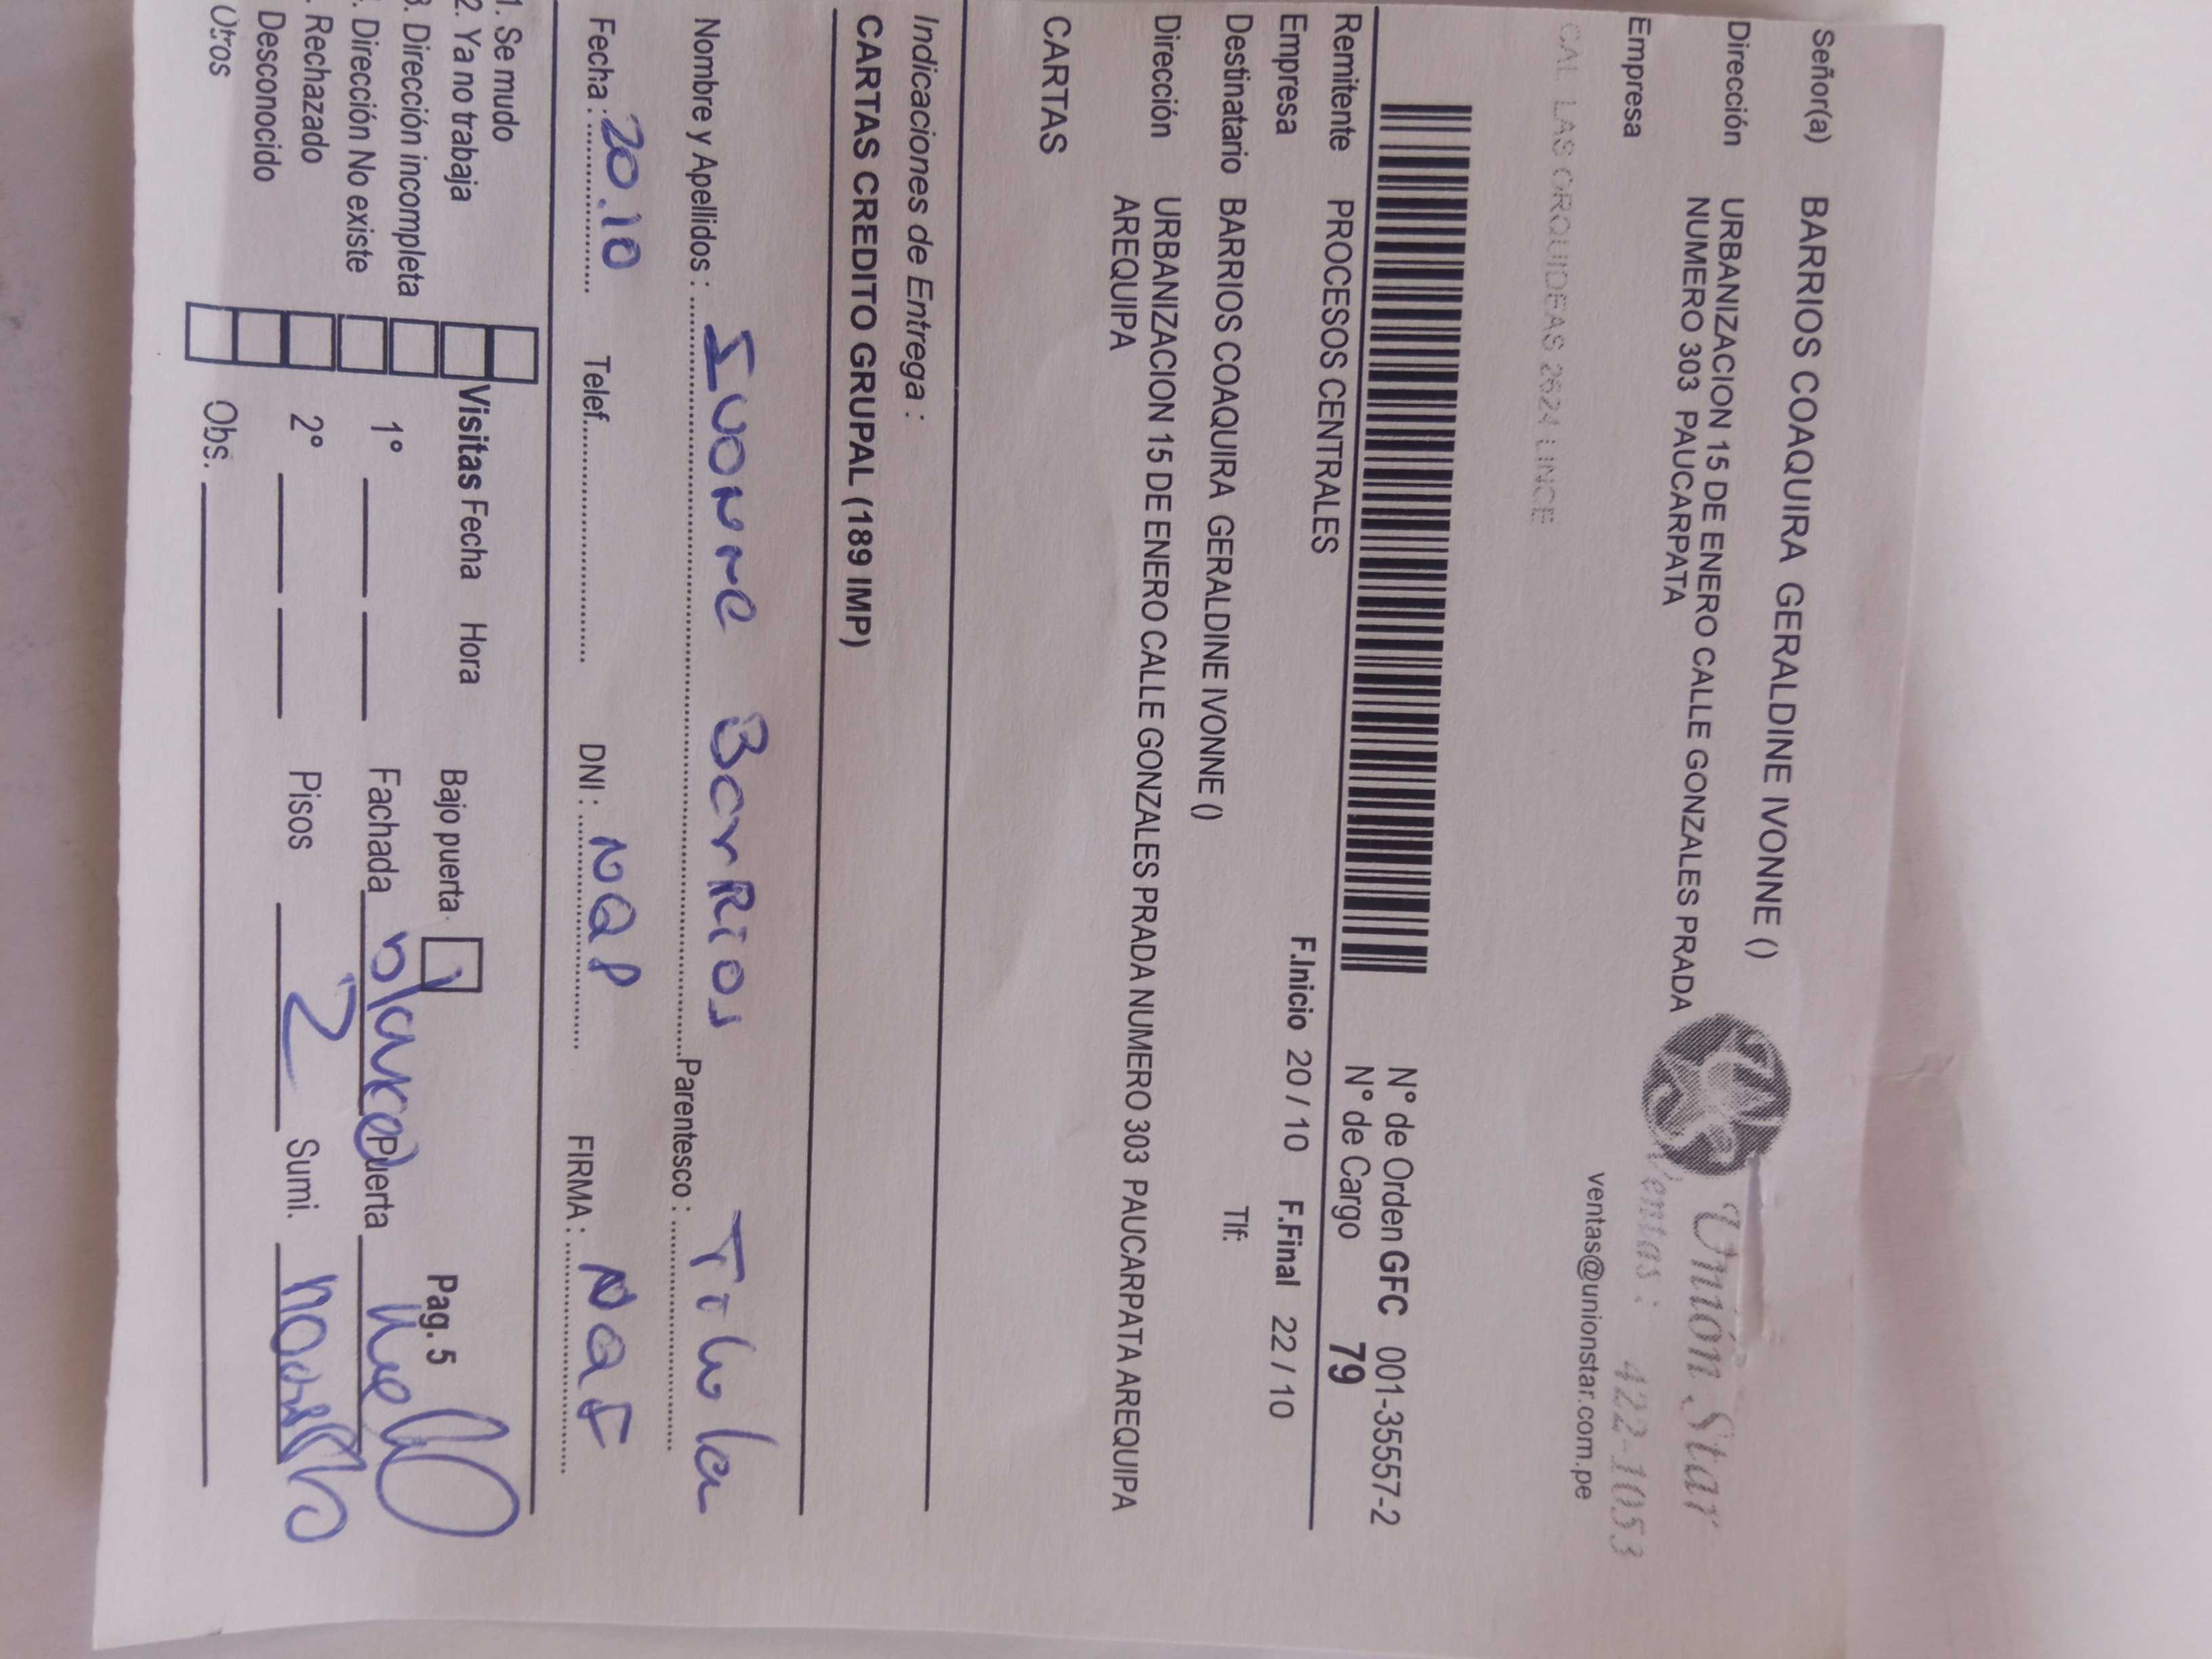 Señor(a) BARRIOS COAQUIRA GERALDINE IVONNE ()
Dirección URBANIZACION 15 DE ENERO CALLE GONZALES PRADA
NUMERO 303 PAUCARPATA
Empresa
Unión Star
Ventas : 422-1053
ventas@unionstar.com.pe
CAL. LAS ORQUIDEAS 2624 LINCE
N° de Orden GFC 001-35557-2
N° de Cargo 79
Remitente PROCESOS CENTRALES
Empresa F.Inicio 20 / 10 F.Final 22 / 10
Destinatario BARRIOS COAQUIRA GERALDINE IVONNE () Tlf:
Dirección URBANIZACION 15 DE ENERO CALLE GONZALES PRADA NUMERO 303 PAUCARPATA AREQUIPA
AREQUIPA
CARTAS
Indicaciones de Entrega :
CARTAS CREDITO GRUPAL (189 IMP)
Nombre y Apellidos : Ivonne Barrios Parentesco :
Fecha : 20.10 Telef. DNI : NQP FIRMA :
1. Se mudo
2. Ya no trabaja Visitas Fecha Hora Bajo puerta Pag. 5
3. Dirección incompleta
. Dirección No existe 1° Fachada blanca Puerta
. Rechazado 2° Pisos 2 Sumi.
Desconocido
Otros Obs.